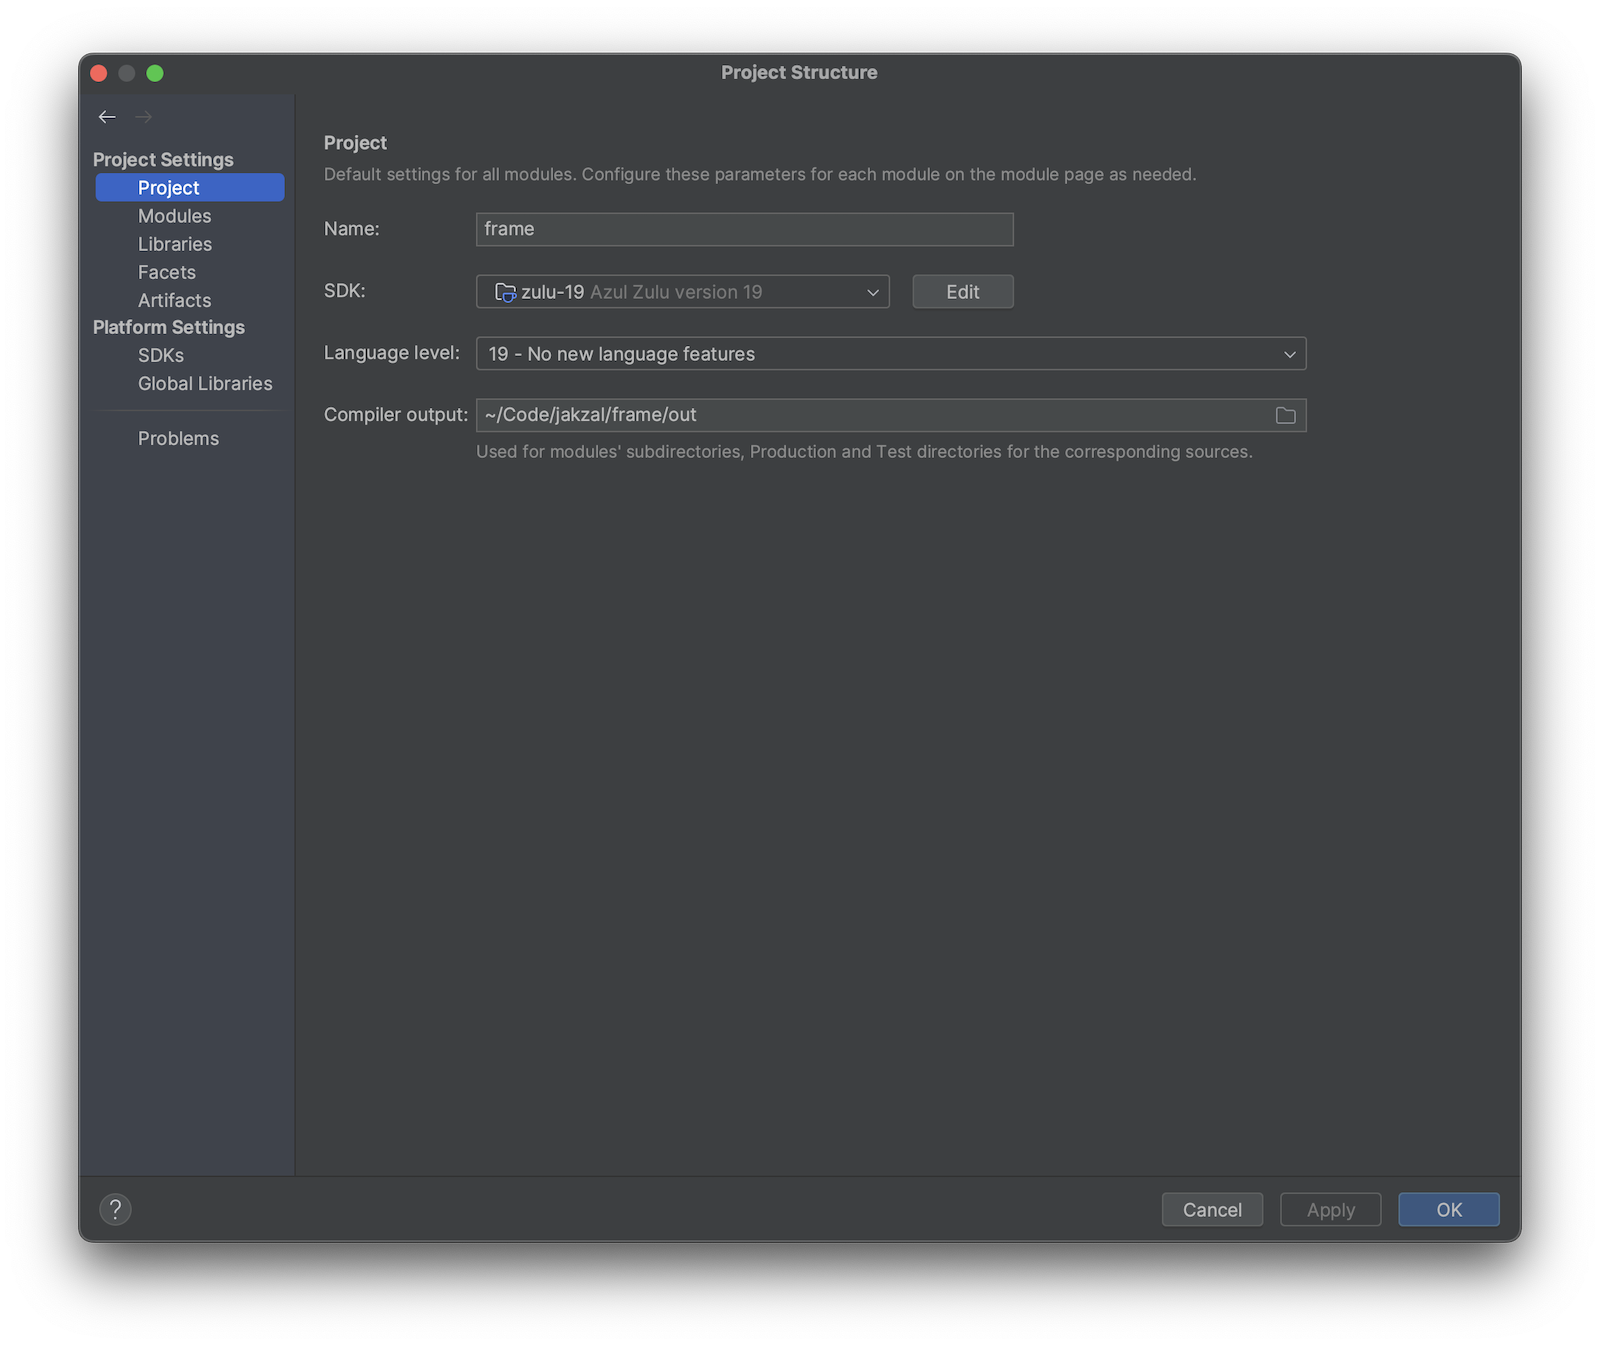 Project Structure
Project Settings
Project
Modules
Libraries
Facets
Artifacts
Platform Settings
SDKs
Global Libraries
Problems
Project
Default settings for all modules. Configure these parameters for each module on the module page as needed.
Name: frame
SDK: zulu-19 Azul Zulu version 19 Edit
Language level: 19 - No new language features
Compiler output: ~/Code/jakzal/frame/out
Used for modules' subdirectories, Production and Test directories for the corresponding sources.
? Cancel Apply OK